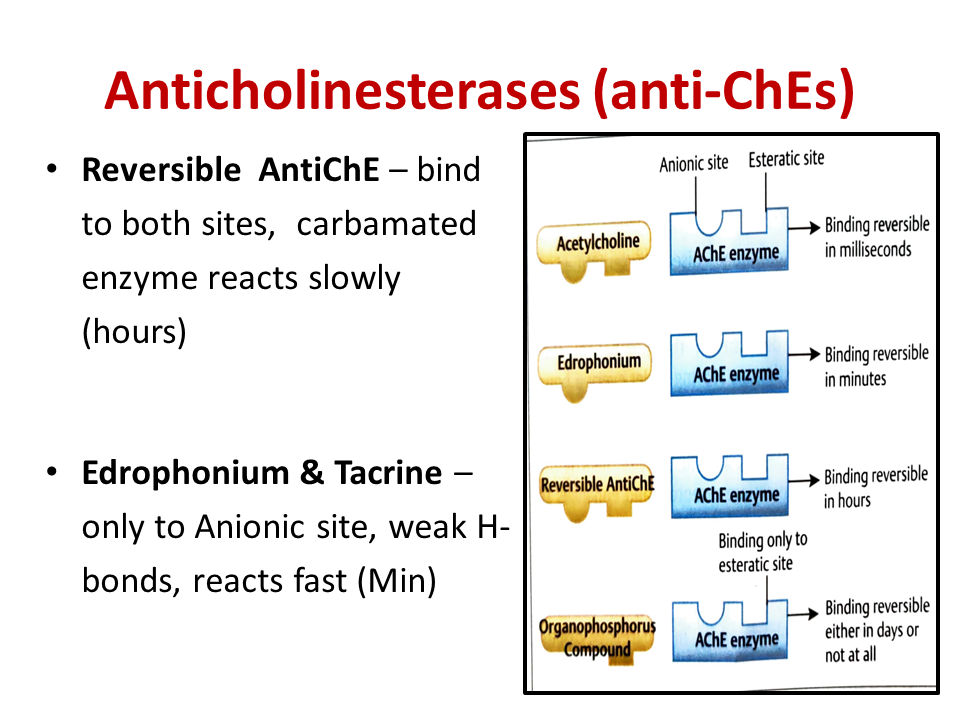 Anticholinesterases (anti-ChEs)
• Reversible AntiChE – bind
to both sites, carbamated
enzyme reacts slowly
(hours)
• Edrophonium & Tacrine –
only to Anionic site, weak H-
bonds, reacts fast (Min)
Anionic site
Esteratic site
Acetylcholine
AChE enzyme
Binding reversible
in milliseconds
Edrophonium
AChE enzyme
Binding reversible
in minutes
Reversible AntiChE
AChE enzyme
Binding reversible
in hours
Binding only to
esteratic site
Organophosphorus
Compound
AChE enzyme
Binding reversible
either in days or
not at all